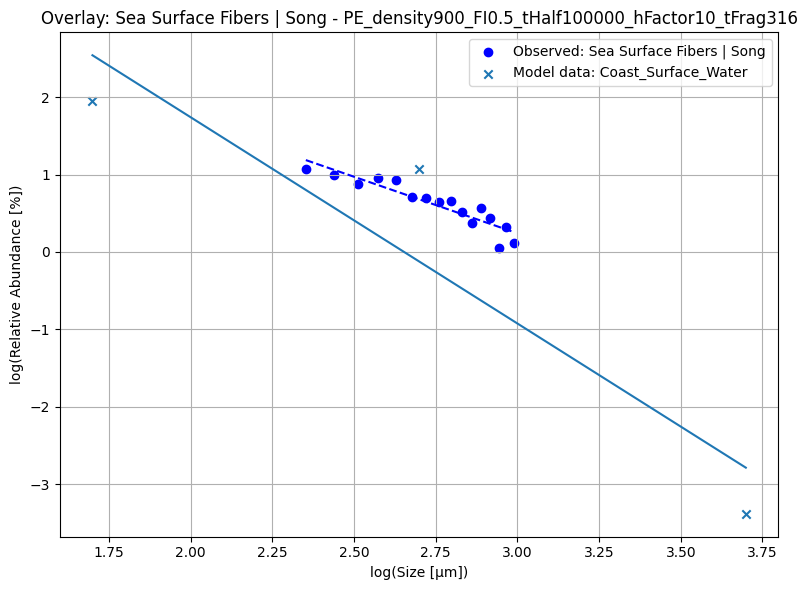 Overlay: Sea Surface Fibers | Song - PE_density900_FI0.5_tHalf100000_hFactor10_tFrag316
Observed: Sea Surface Fibers | Song
Model data: Coast_Surface_Water
log(Relative Abundance [%])
2
1
0
−1
−2
−3
1.75 2.00 2.25 2.50 2.75 3.00 3.25 3.50 3.75
log(Size [μm])